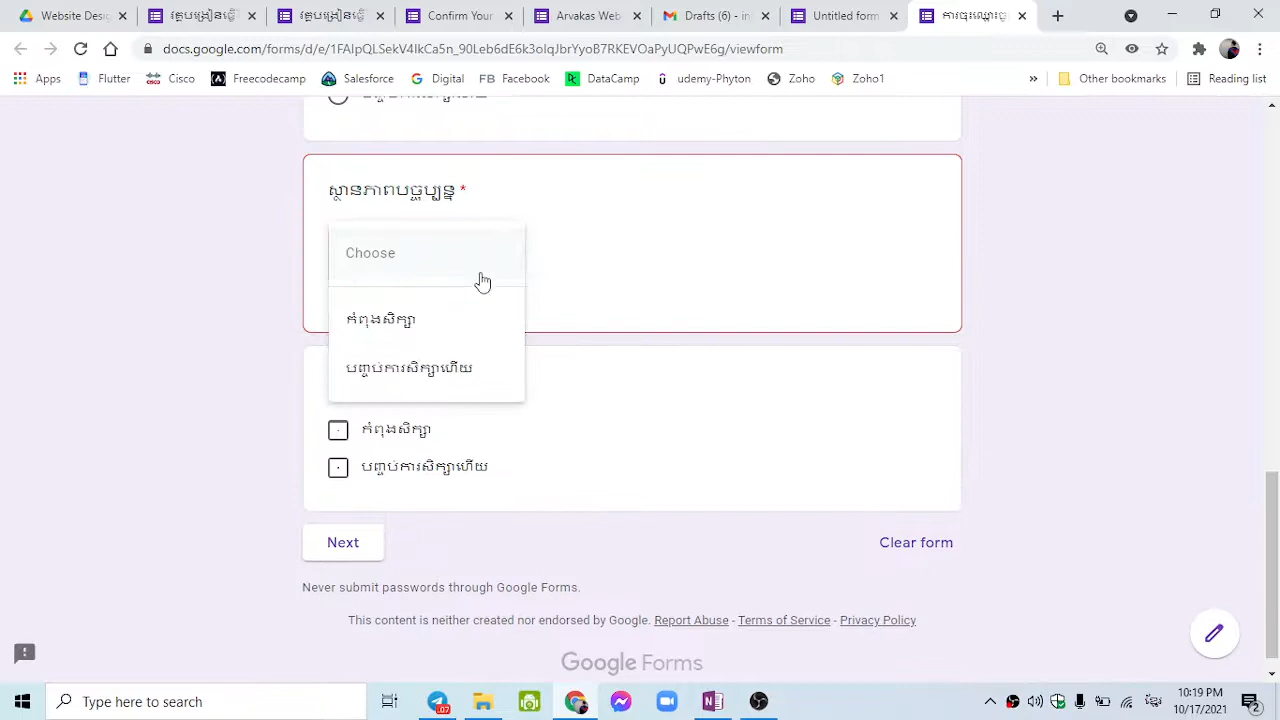 Website Desig
Confirm Your
Arvakas Web
Drafts (9) - in
Untitled form
docs.google.com/forms/d/e/1FAIpQLSekV4IkCa5n_90Leb6dE6k3oIqJbrYyoB7RKEVOaPyUQPwE6g/viewform
Apps Flutter Cisco Freecodecamp Salesforce Digital FB Facebook DataCamp udemy-Phyton Zoho Zoho1 » Other bookmarks Reading list
ស្ថានភាពបច្ចុប្បន្ន *
Choose
កំពុងសិក្សា
បញ្ចប់ការសិក្សាហើយ
កំពុងសិក្សា
បញ្ចប់ការសិក្សាហើយ
Next Clear form
Never submit passwords through Google Forms.
This content is neither created nor endorsed by Google. Report Abuse - Terms of Service - Privacy Policy
Google Forms
Type here to search
07
10:19 PM
10/17/2021
2